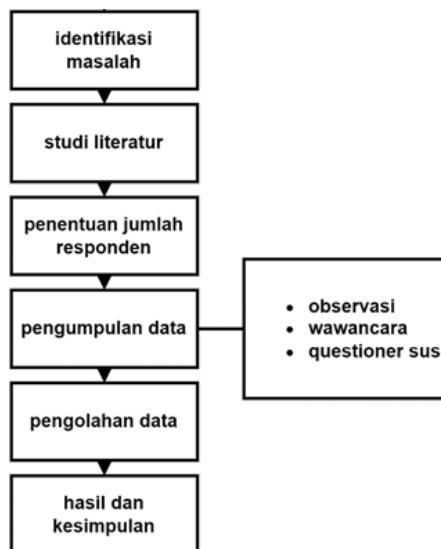 identifikasi
masalah
studi literatur
penentuan jumlah
responden
pengumpulan data
• observasi
• wawancara
• questioner sus
pengolahan data
hasil dan
kesimpulan